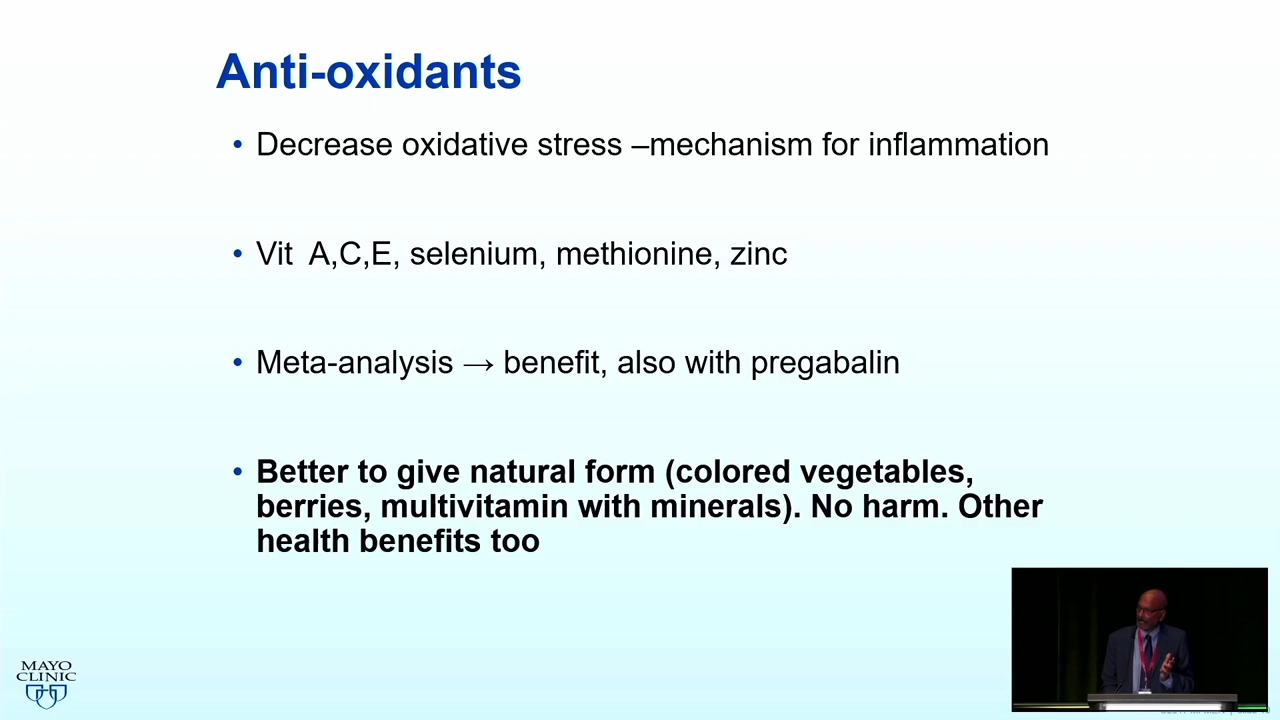 Anti-oxidants
• Decrease oxidative stress –mechanism for inflammation
• Vit A,C,E, selenium, methionine, zinc
• Meta-analysis → benefit, also with pregabalin
• Better to give natural form (colored vegetables,
berries, multivitamin with minerals). No harm. Other
health benefits too
MAYO
CLINIC